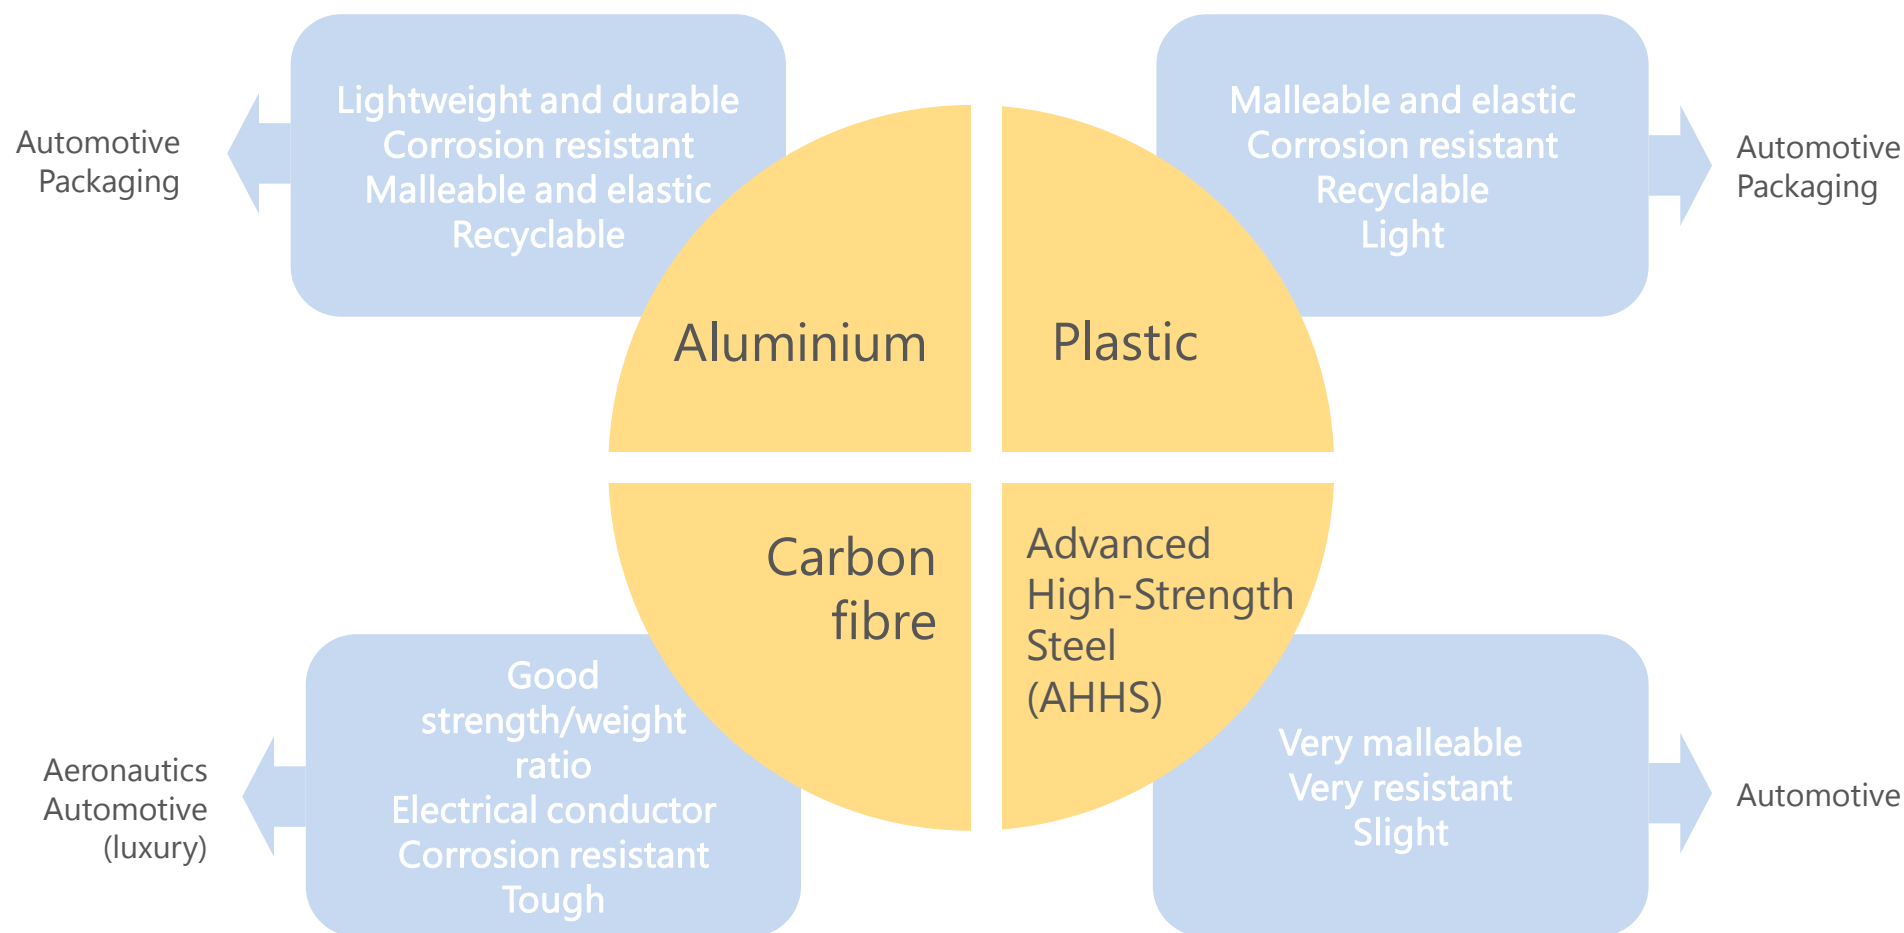 Automotive
Packaging
Lightweight and durable
Corrosion resistant
Malleable and elastic
Recyclable
Aluminium
Plastic
Malleable and elastic
Corrosion resistant
Recyclable
Light
Automotive
Packaging
Aeronautics
Automotive
(luxury)
Good
strength/weight
ratio
Electrical conductor
Corrosion resistant
Tough
Carbon
fibre
Advanced
High-Strength
Steel
(AHHS)
Very malleable
Very resistant
Slight
Automotive